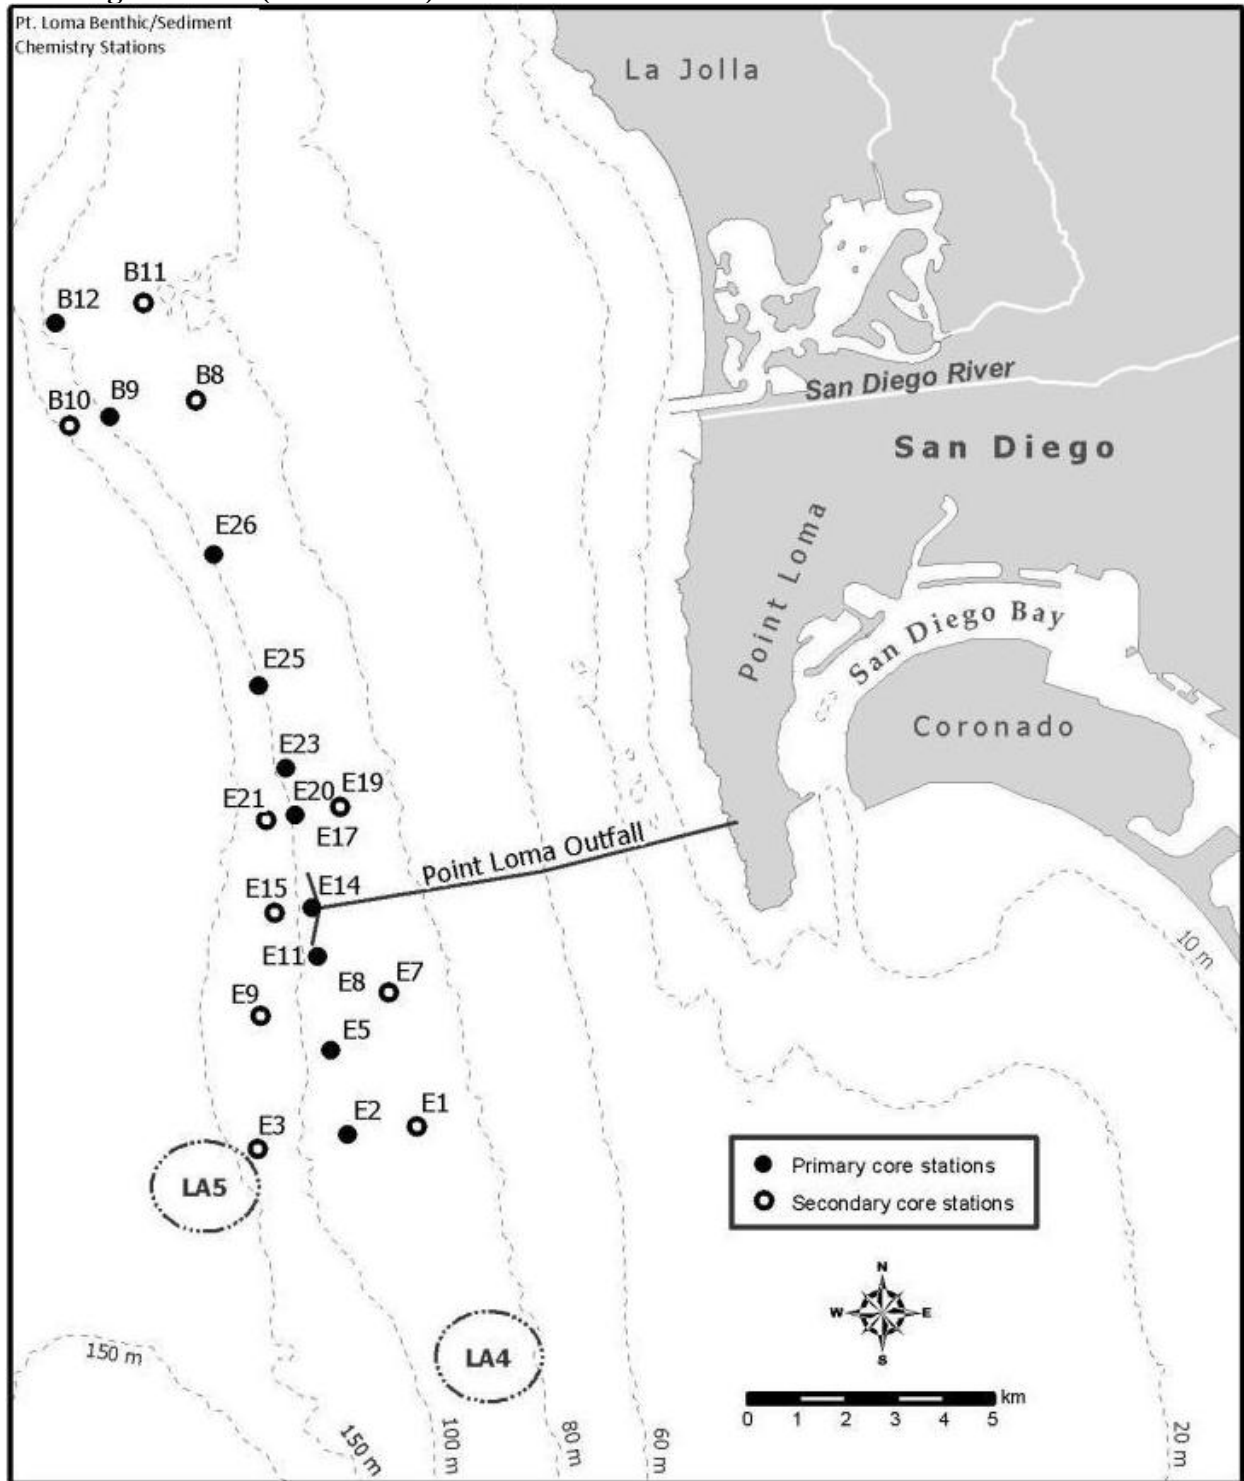 Pt. Loma Benthic/Sediment
Chemistry Stations
La Jolla
B11
B12
B8
B10
B9
San Diego River
San Diego
E26
Point Loma
San Diego Bay
E25
Coronado
E23
E20
E19
E21
E17
Point Loma Outfall
E15
E14
E11
10 m
E8
E7
E9
E5
E3
E2
E1
LA5
Primary core stations
Secondary core stations
N
W
E
S
LA4
150 m
km
0 1 2 3 4 5
150 m
100 m
80 m
60 m
20 m